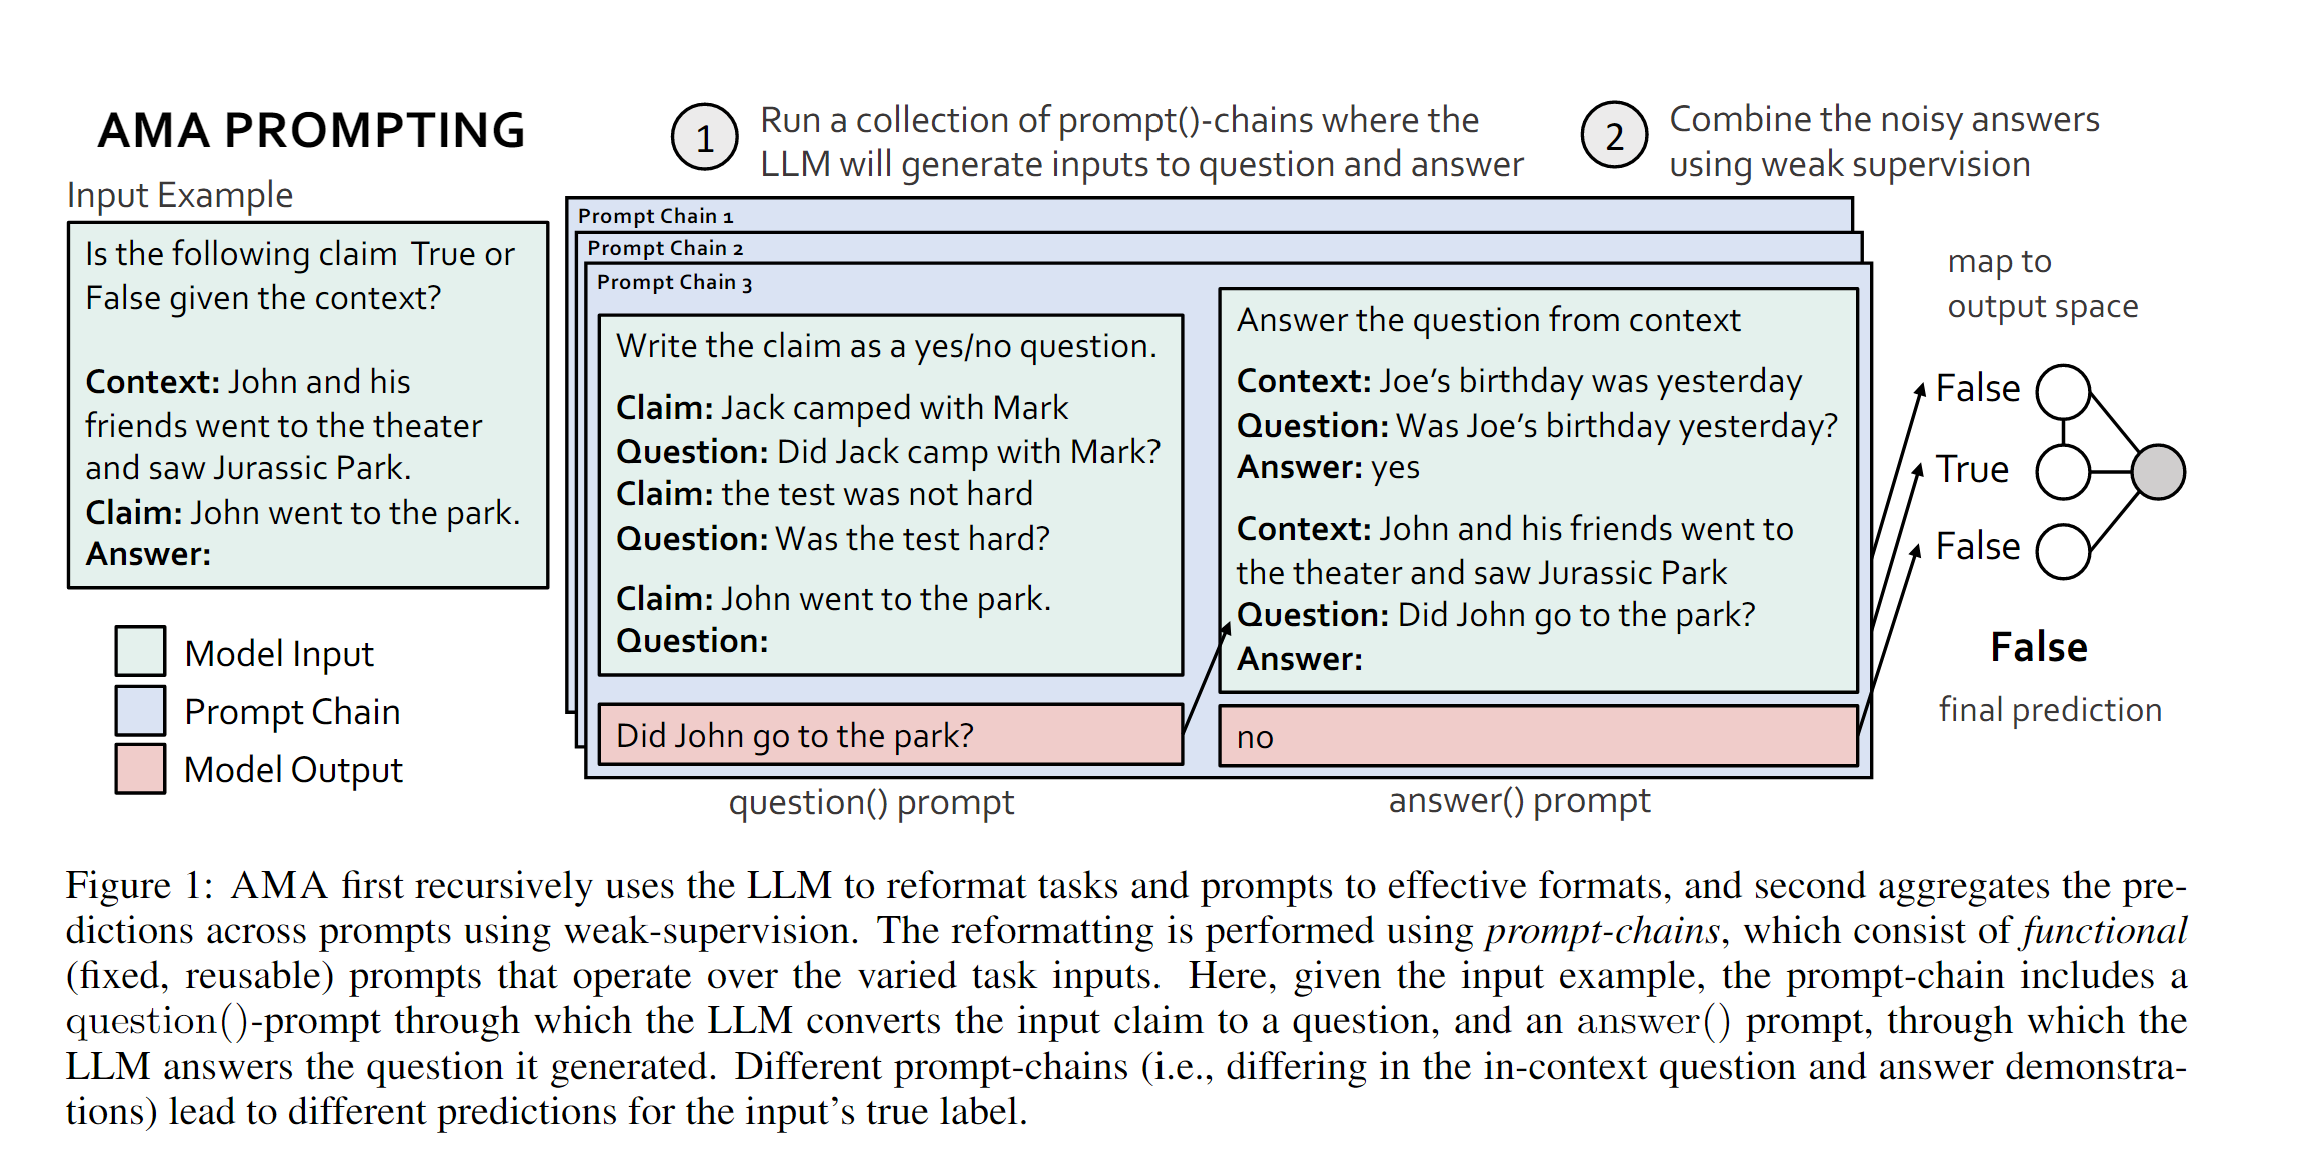 AMA PROMPTING
Input Example
Is the following claim True or
False given the context?
Context: John and his
friends went to the theater
and saw Jurassic Park.
Claim: John went to the park.
Answer:
Model Input
Prompt Chain
Model Output
1
Run a collection of prompt()-chains where the
LLM will generate inputs to question and answer
Prompt Chain 1
Prompt Chain 2
Prompt Chain 3
Write the claim as a yes/no question.
Claim: Jack camped with Mark
Question: Did Jack camp with Mark?
Claim: the test was not hard
Question: Was the test hard?
Claim: John went to the park.
Question:
Did John go to the park?
question() prompt
Answer the question from context
Context: Joe’s birthday was yesterday
Question: Was Joe’s birthday yesterday?
Answer: yes
Context: John and his friends went to
the theater and saw Jurassic Park
Question: Did John go to the park?
Answer:
no
answer() prompt
2
Combine the noisy answers
using weak supervision
map to
output space
False
True
False
False
final prediction
Figure 1: AMA first recursively uses the LLM to reformat tasks and prompts to effective formats, and second aggregates the pre-
dictions across prompts using weak-supervision. The reformatting is performed using prompt-chains, which consist of functional
(fixed, reusable) prompts that operate over the varied task inputs. Here, given the input example, the prompt-chain includes a
question()-prompt through which the LLM converts the input claim to a question, and an answer() prompt, through which the
LLM answers the question it generated. Different prompt-chains (i.e., differing in the in-context question and answer demonstra-
tions) lead to different predictions for the input’s true label.